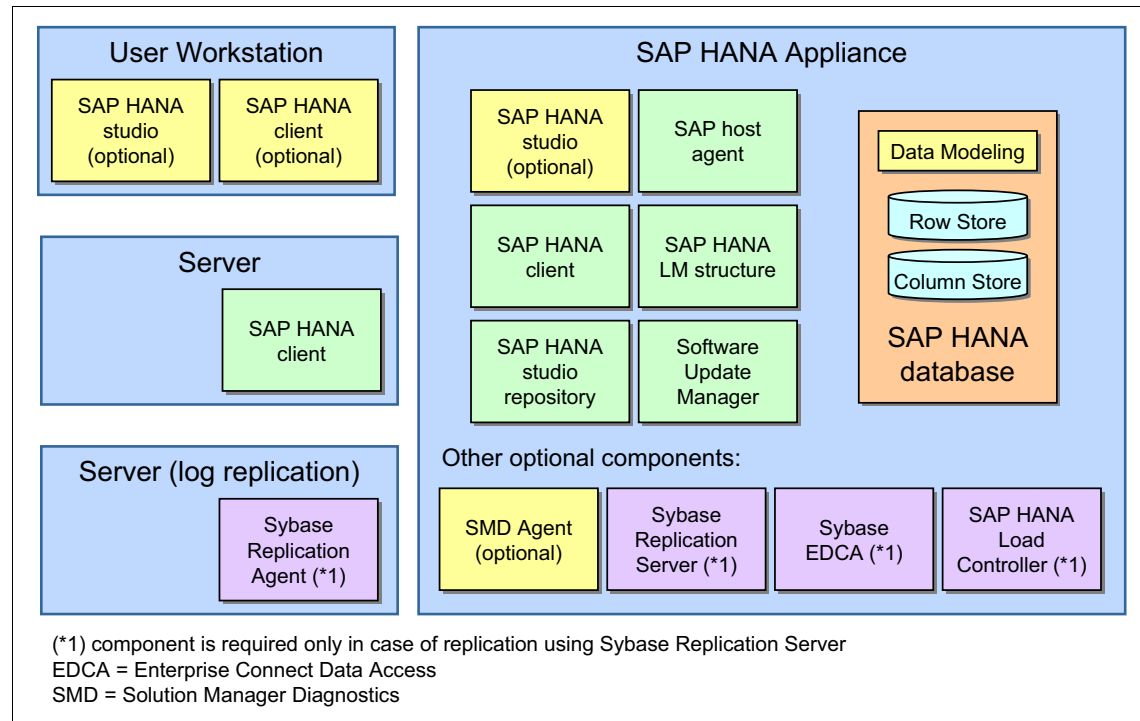 User Workstation
SAP HANA
studio
(optional)
SAP HANA
client
(optional)
Server
SAP HANA
client
Server (log replication)
Sybase
Replication
Agent (*1)
SAP HANA Appliance
SAP HANA
studio
(optional)
SAP host
agent
SAP HANA
client
SAP HANA
LM structure
SAP HANA
studio
repository
Software
Update
Manager
Data Modeling
Row Store
Column Store
SAP HANA
database
Other optional components:
SMD Agent
(optional)
Sybase
Replication
Server (*1)
Sybase
EDCA (*1)
SAP HANA
Load
Controller (*1)
(*1) component is required only in case of replication using Sybase Replication Server
EDCA = Enterprise Connect Data Access
SMD = Solution Manager Diagnostics